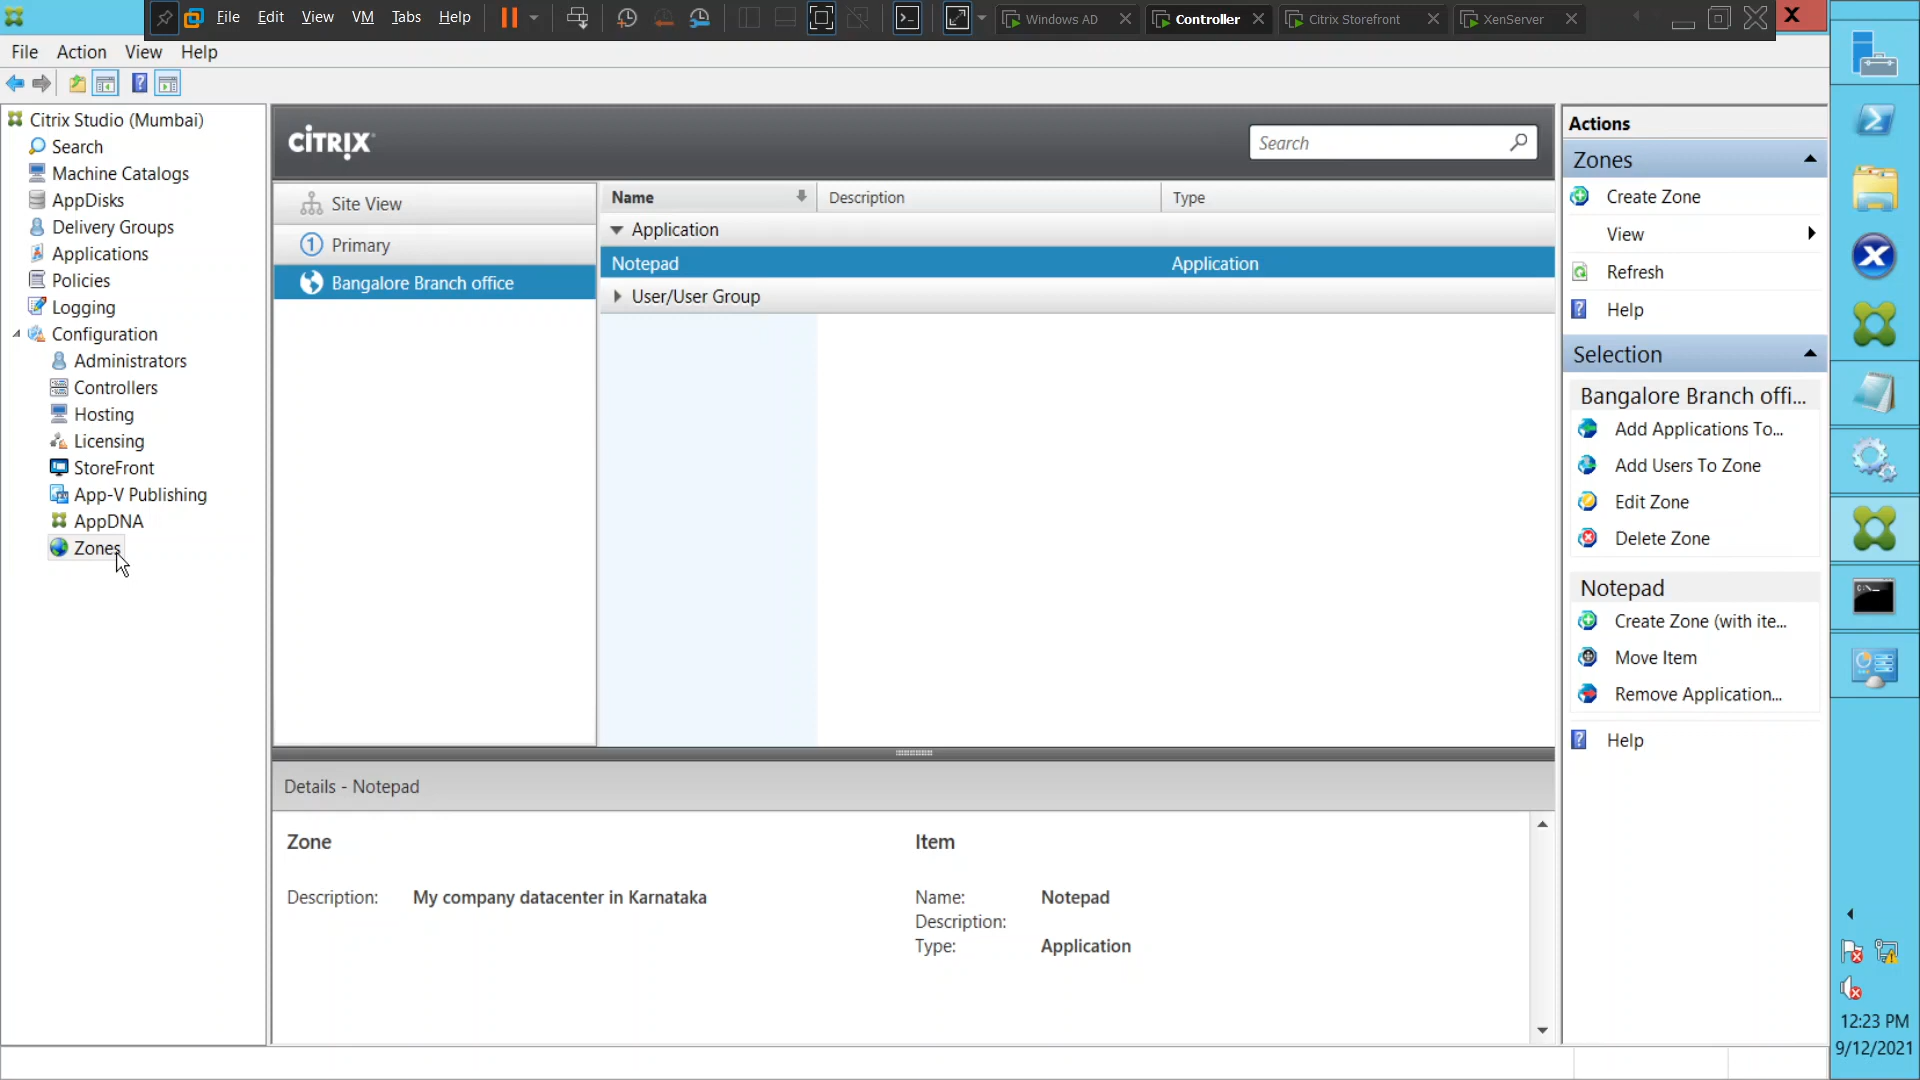 File Edit View VM Tabs Help
Windows AD Controller Citrix Storefront XenServer
File Action View Help
Citrix Studio (Mumbai)
Search
Machine Catalogs
AppDisks
Delivery Groups
Applications
Policies
Logging
Configuration
Administrators
Controllers
Hosting
Licensing
StoreFront
App-V Publishing
AppDNA
Zones
CITRIX
Search
Site View
1 Primary
Bangalore Branch office
Name Description Type
Application
Notepad Application
User/User Group
Details - Notepad
Zone
Description: My company datacenter in Karnataka
Item
Name: Notepad
Description:
Type: Application
Actions
Zones
Create Zone
View
Refresh
Help
Selection
Bangalore Branch offi...
Add Applications To...
Add Users To Zone
Edit Zone
Delete Zone
Notepad
Create Zone (with ite...
Move Item
Remove Application...
Help
12:23 PM
9/12/2021